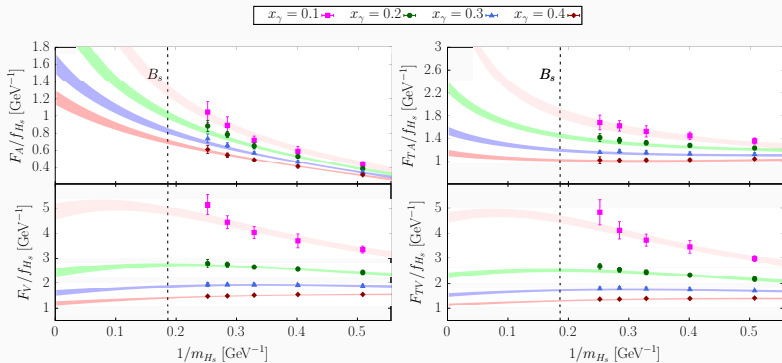 x_γ = 0.1 x_γ = 0.2 x_γ = 0.3 x_γ = 0.4
F_A/f_{H_s} [GeV⁻¹]
1.8
1.6
1.4
1.2
1
0.8
0.6
0.4
B_s
F_{TA}/f_{H_s} [GeV⁻¹]
3
2.6
2.2
1.8
1.4
1
B_s
F_V/f_{H_s} [GeV⁻¹]
5
4
3
2
1
0 0.1 0.2 0.3 0.4 0.5
1/m_{H_s} [GeV⁻¹]
F_{TV}/f_{H_s} [GeV⁻¹]
5
4
3
2
1
0 0.1 0.2 0.3 0.4 0.5
1/m_{H_s} [GeV⁻¹]